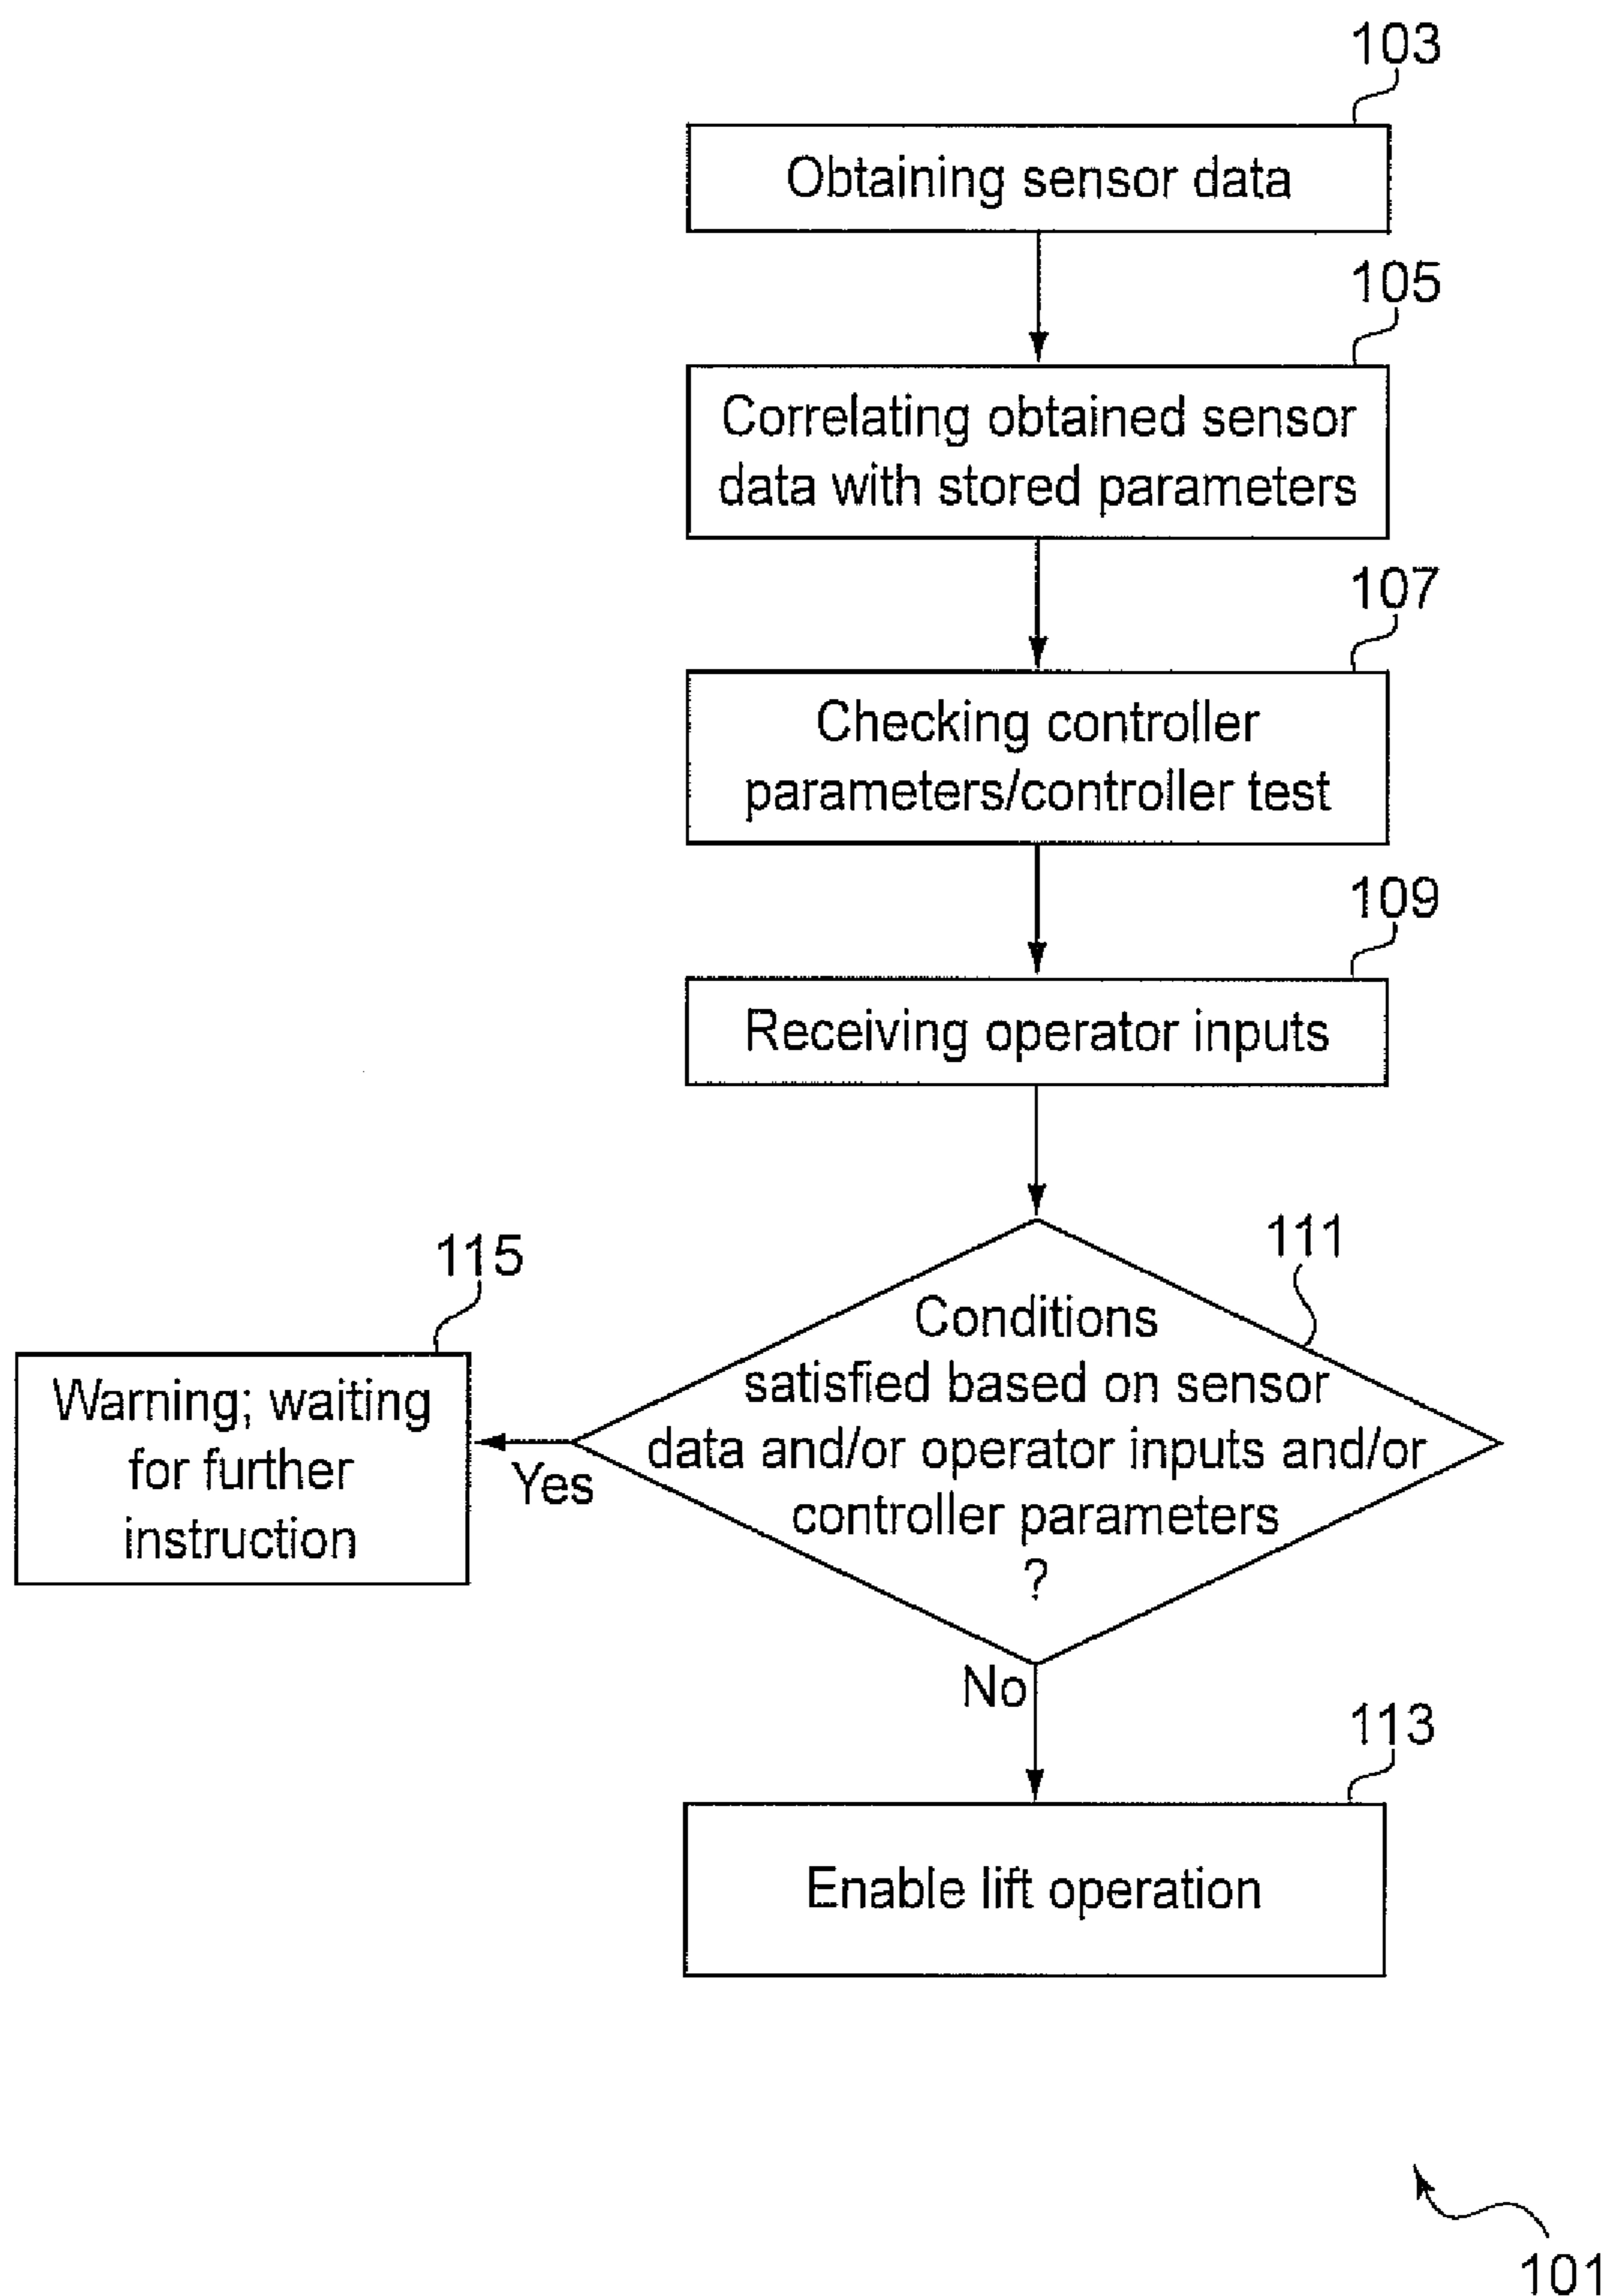 103
Obtaining sensor data
105
Correlating obtained sensor
data with stored parameters
107
Checking controller
parameters/controller test
109
Receiving operator inputs
111
Conditions
satisfied based on sensor
data and/or operator inputs and/or
controller parameters
?
115
Warning; waiting
for further
instruction
Yes
No
113
Enable lift operation
101